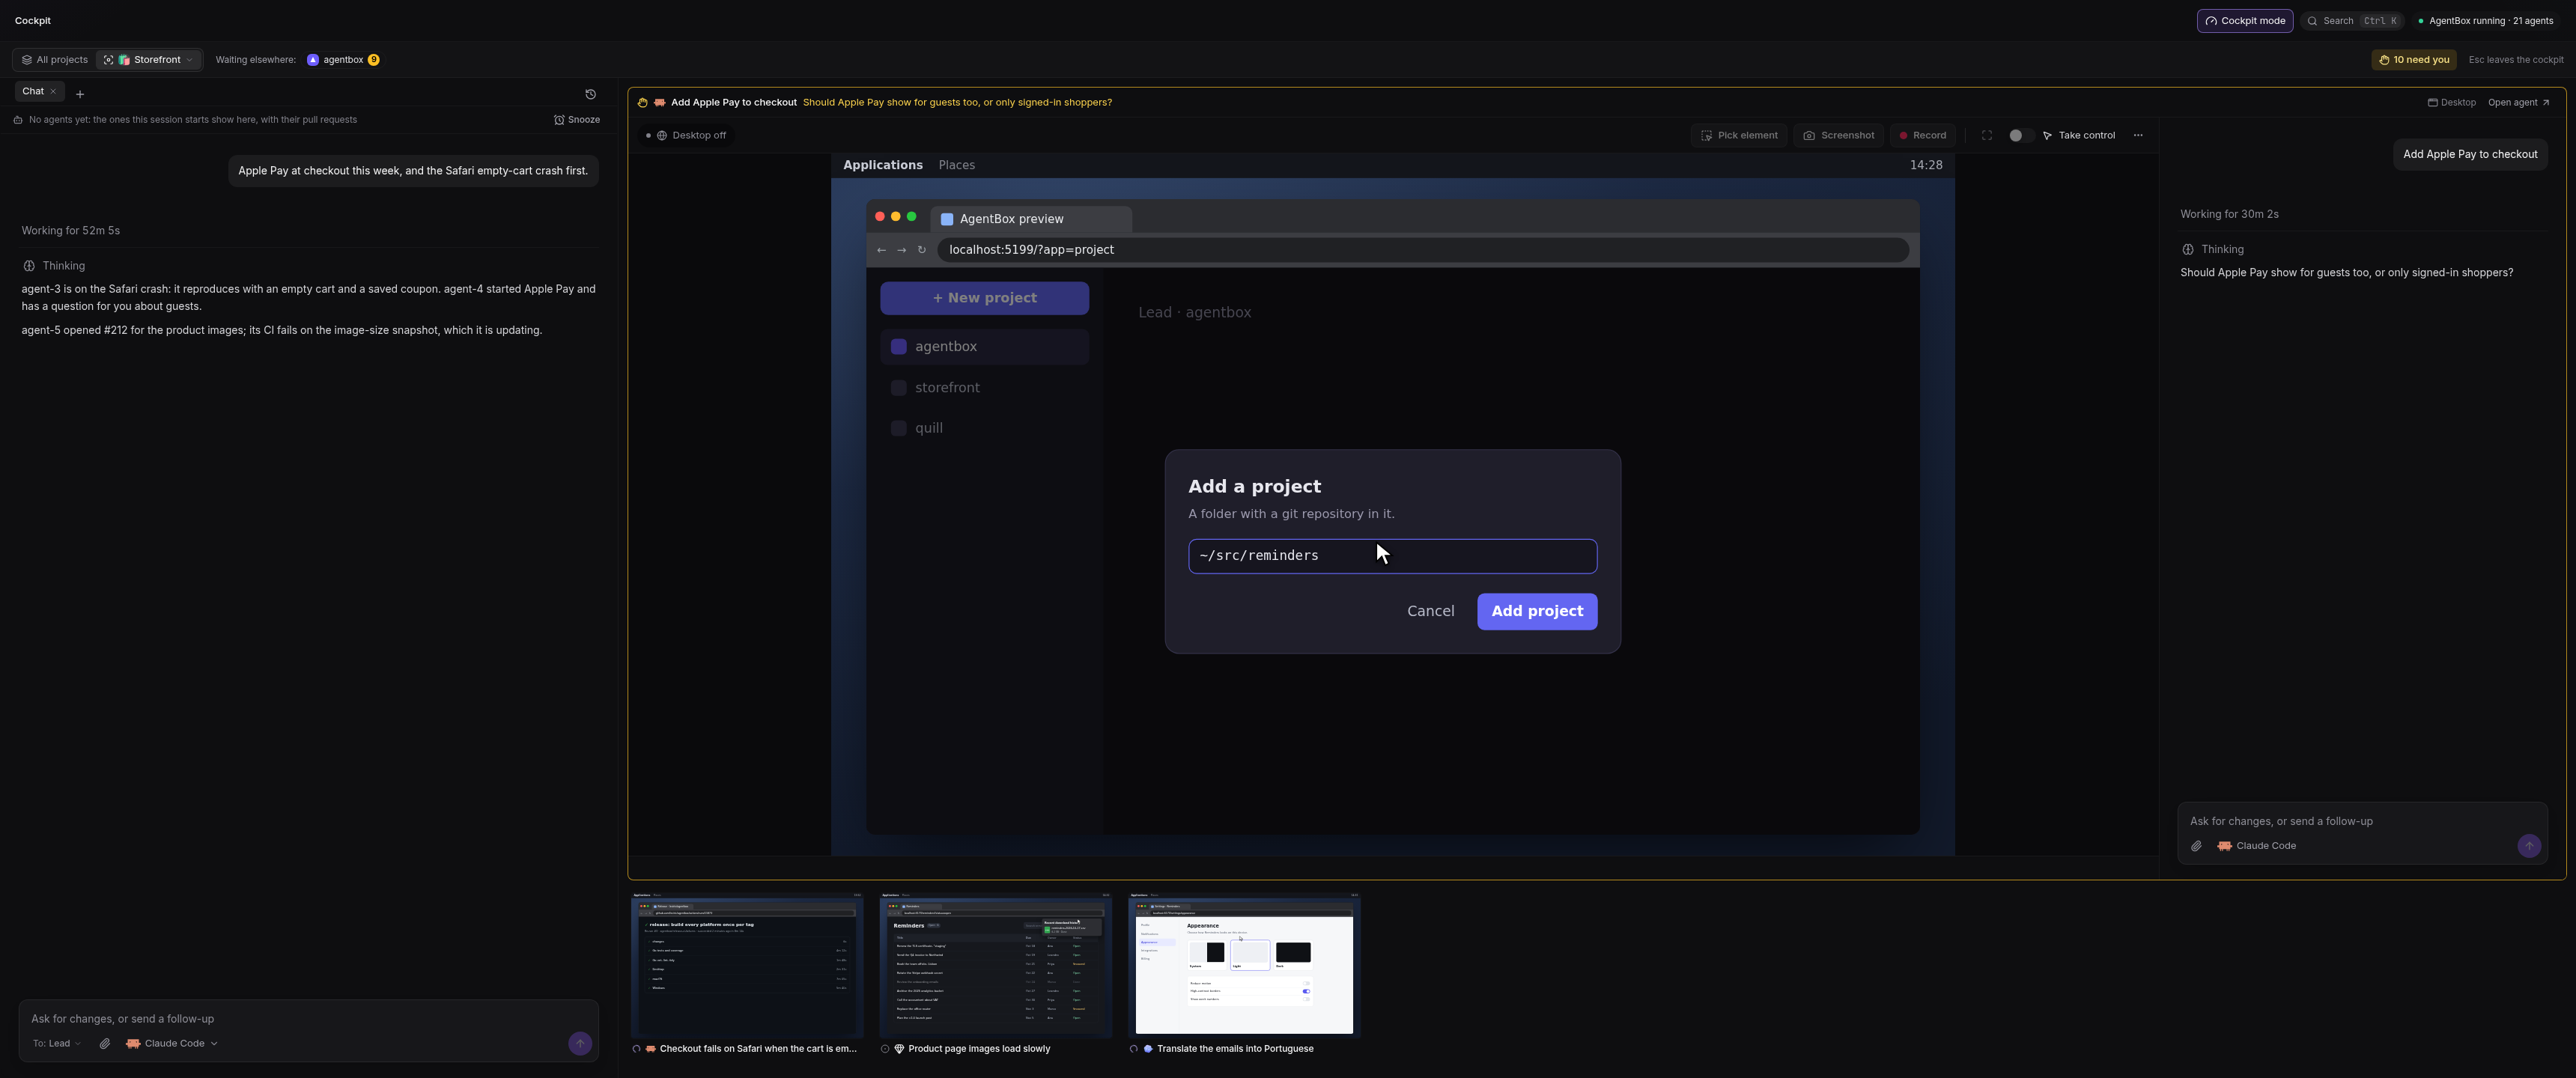 Cockpit
Cockpit mode
Search Ctrl K
AgentBox running · 21 agents
All projects
Storefront
Waiting elsewhere:
agentbox 9
10 need you
Esc leaves the cockpit
Chat
No agents yet: the ones this session starts show here, with their pull requests
Snooze
Apple Pay at checkout this week, and the Safari empty-cart crash first.
Working for 52m 5s
Thinking
agent-3 is on the Safari crash: it reproduces with an empty cart and a saved coupon. agent-4 started Apple Pay and
has a question for you about guests.
agent-5 opened #212 for the product images; its CI fails on the image-size snapshot, which it is updating.
Ask for changes, or send a follow-up
To: Lead
Claude Code
Add Apple Pay to checkout Should Apple Pay show for guests too, or only signed-in shoppers?
Desktop
Open agent
Desktop off
Pick element
Screenshot
Record
Take control
Applications Places
14:28
AgentBox preview
localhost:5199/?app=project
+ New project
agentbox
storefront
quill
Lead · agentbox
Add a project
A folder with a git repository in it.
~/src/reminders
Cancel
Add project
Add Apple Pay to checkout
Working for 30m 2s
Thinking
Should Apple Pay show for guests too, or only signed-in shoppers?
Ask for changes, or send a follow-up
Claude Code
release: build every platform once per tag
Reminders
Appearance
Checkout fails on Safari when the cart is em...
Product page images load slowly
Translate the emails into Portuguese